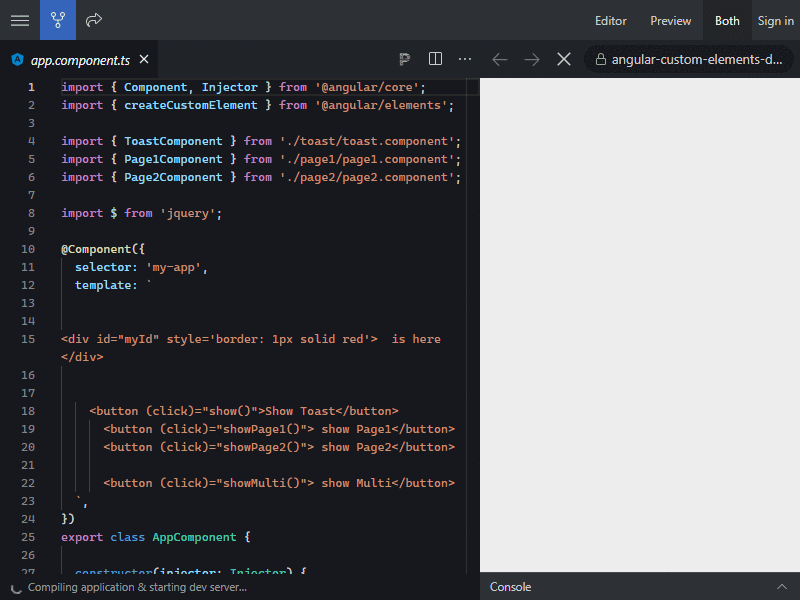 Editor Preview Both Sign in
app.component.ts
angular-custom-elements-d...
1 import { Component, Injector } from '@angular/core';
2 import { createCustomElement } from '@angular/elements';
3
4 import { ToastComponent } from './toast/toast.component';
5 import { Page1Component } from './page1/page1.component';
6 import { Page2Component } from './page2/page2.component';
7
8 import $ from 'jquery';
9
10 @Component({
11 selector: 'my-app',
12 template: `
13
14
15 <div id="myId" style='border: 1px solid red'>  is here
</div>
16
17
18 <button (click)="show()">Show Toast</button>
19 <button (click)="showPage1()"> show Page1</button>
20 <button (click)="showPage2()"> show Page2</button>
21
22 <button (click)="showMulti()"> show Multi</button>
23 `,
24 })
25 export class AppComponent {
26
27 constructor(injector: Injector) {
Compiling application & starting dev server...
Console